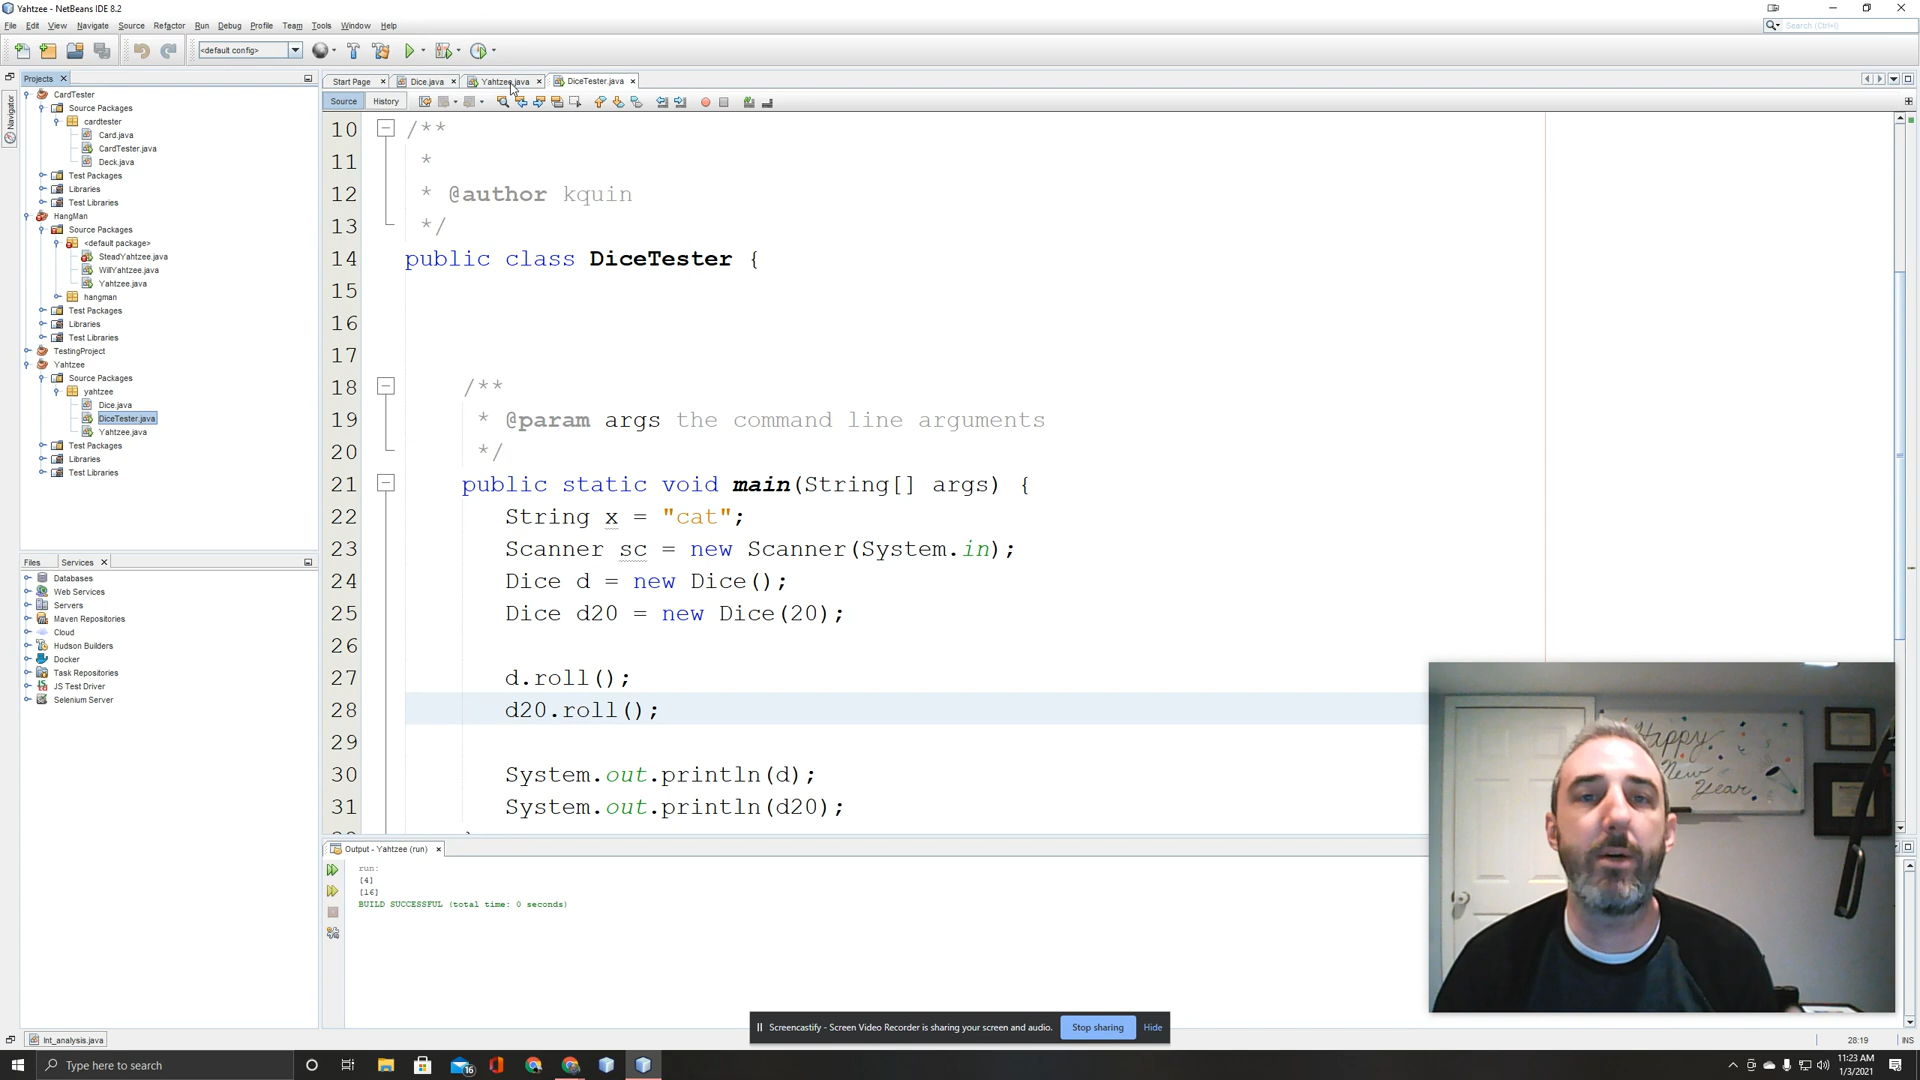 Yahtzee - NetBeans IDE 8.2
File Edit View Navigate Source Refactor Run Debug Profile Team Tools Window Help
Search (Ctrl+I)
<default config>
Projects
Start Page Dice.java Yahtzee.java DiceTester.java
Navigator
Source History
CardTester
Source Packages
cardtester
Card.java
CardTester.java
Deck.java
Test Packages
Libraries
Test Libraries
HangMan
Source Packages
<default package>
SteadYahtzee.java
WillYahtzee.java
Yahtzee.java
hangman
Test Packages
Libraries
Test Libraries
TestingProject
Yahtzee
Source Packages
yahtzee
Dice.java
DiceTester.java
Yahtzee.java
Test Packages
Libraries
Test Libraries
Files Services
Databases
Web Services
Servers
Maven Repositories
Cloud
Hudson Builders
Docker
Task Repositories
JS Test Driver
Selenium Server
10 /**
11 *
12 * @author kquin
13 */
14 public class DiceTester {
15
16
17
18 /**
19 * @param args the command line arguments
20 */
21 public static void main(String[] args) {
22 String x = "cat";
23 Scanner sc = new Scanner(System.in);
24 Dice d = new Dice();
25 Dice d20 = new Dice(20);
26
27 d.roll();
28 d20.roll();
29
30 System.out.println(d);
31 System.out.println(d20);
Output - Yahtzee (run)
run:
[4]
[16]
BUILD SUCCESSFUL (total time: 0 seconds)
Happy
New
Year
Screencastify - Screen Video Recorder is sharing your screen and audio. Stop sharing Hide
Int_analysis.java
28:19 INS
Type here to search
16
11:23 AM
1/3/2021